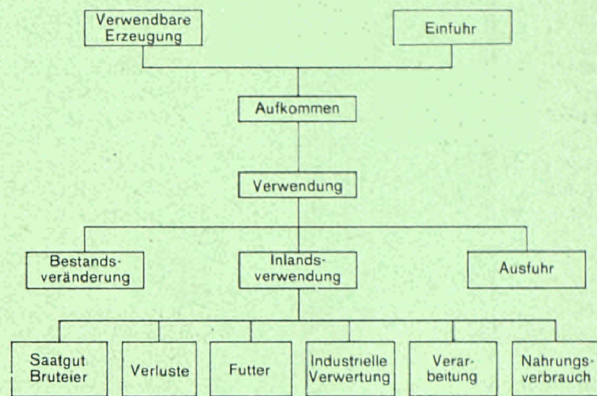 Verwendbare
Erzeugung
Einfuhr
Aufkommen
Verwendung
Bestands-
veränderung
Inlands-
verwendung
Ausfuhr
Saatgut
Bruteier
Verluste
Futter
Industrielle
Verwertung
Verar-
beitung
Nahrungs-
verbrauch